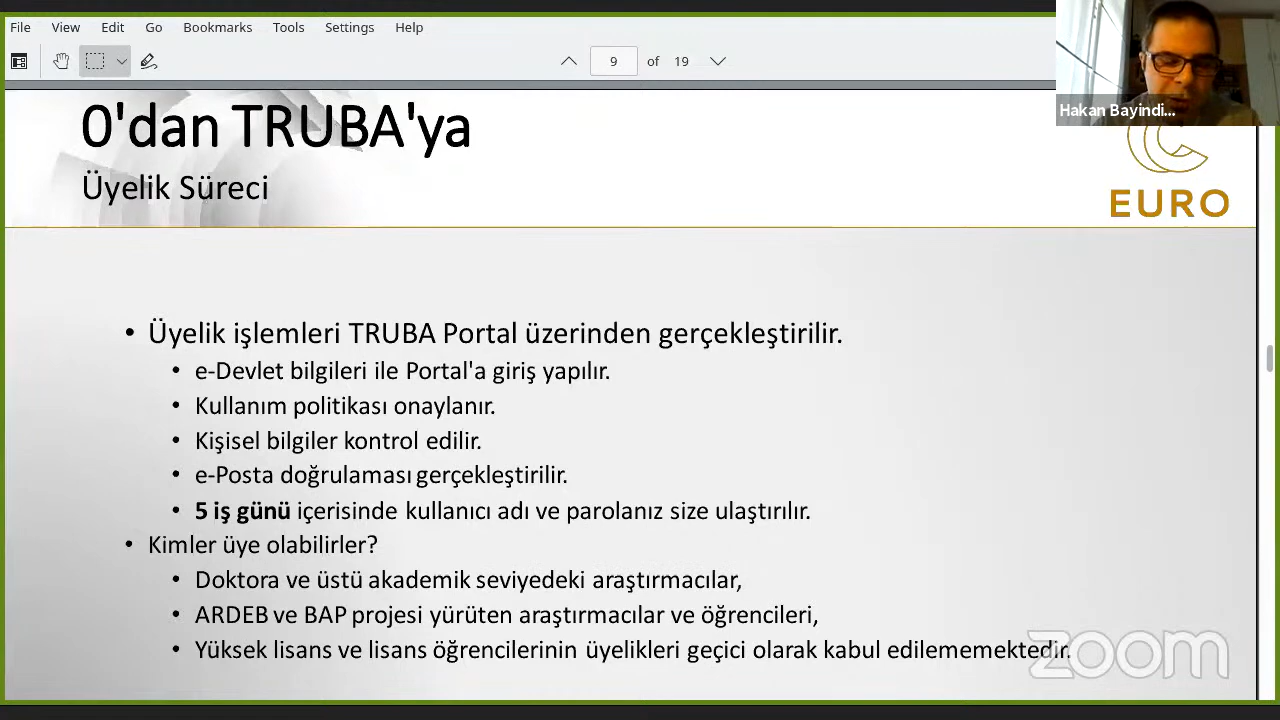 File View Edit Go Bookmarks Tools Settings Help
9 of 19
Hakan Bayindi...
0'dan TRUBA'ya
Üyelik Süreci
EURO
• Üyelik işlemleri TRUBA Portal üzerinden gerçekleştirilir.
• e-Devlet bilgileri ile Portal'a giriş yapılır.
• Kullanım politikası onaylanır.
• Kişisel bilgiler kontrol edilir.
• e-Posta doğrulaması gerçekleştirilir.
• 5 iş günü içerisinde kullanıcı adı ve parolanız size ulaştırılır.
• Kimler üye olabilirler?
• Doktora ve üstü akademik seviyedeki araştırmacılar,
• ARDEB ve BAP projesi yürüten araştırmacılar ve öğrencileri,
• Yüksek lisans ve lisans öğrencilerinin üyelikleri geçici olarak kabul edilememektedir.
zoom